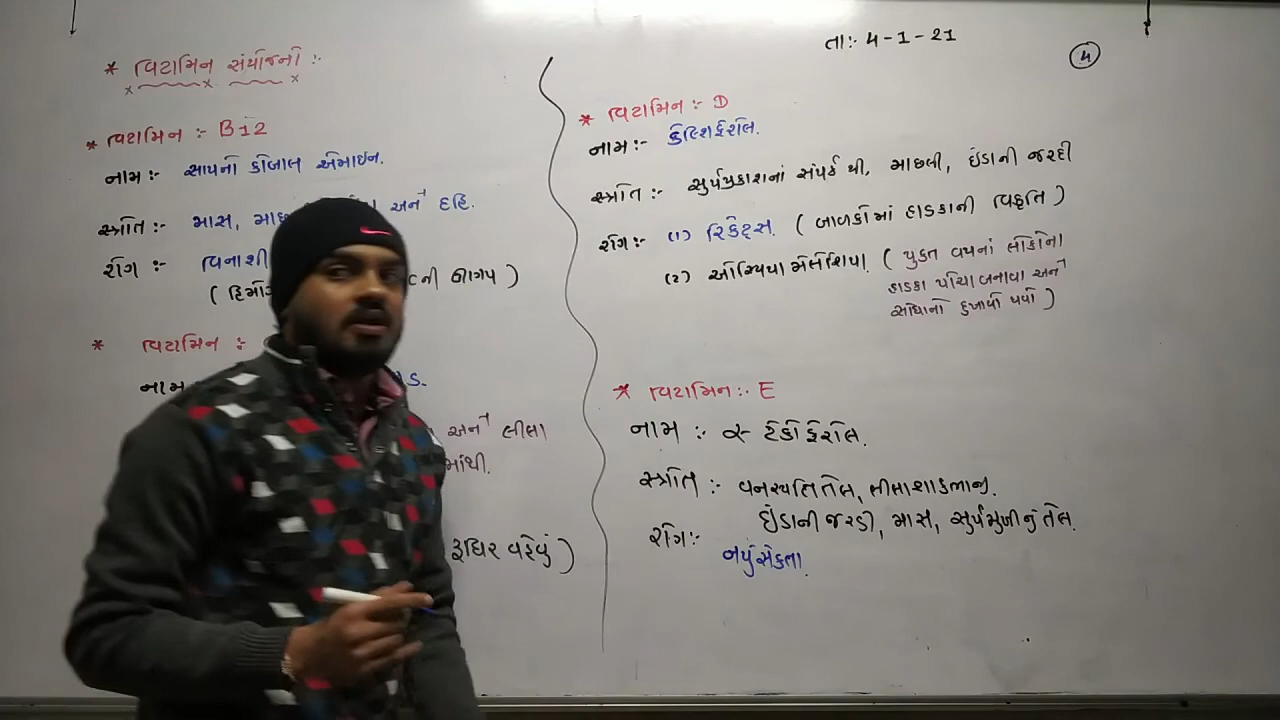 * વિટામિન સંયોજનો :-
* વિટામિન :- B12
નામ :- સાયનો કોબાલ એમાઇન.
સ્ત્રોત :- માસ, અને દહિ.
રોગ :- વિનાશી
( હિમોગ્ ની ઊણપ )
* વિટામિન :-
નામ
અને લીલા
માંથી.
રૂધિર વહેવું )
તા:- 4-1-21
4
* વિટામિન :- D
નામ :- કેલ્શિફેરોલ.
સ્ત્રોત :- સુર્યપ્રકાશનાં સંપર્ક થી, માછલી, ઇંડાની જરદી
રોગ :- (1) રિકેટ્સ. ( બાળકોમાં હાડકાની વિકૃતિ )
(2) ઓસ્ચિયા મેલેશિયા. ( પુક્ત વયનાં લોકોના
હાડકા પોચા બનાવા અને
સાંધાનો દુખાવો થવો )
* વિટામિન :- E
નામ :- α- ટેકોફેરોલ.
સ્ત્રોત :- વનસ્પતિ તેલ, લીલા શાકભાજી.
ઇંડાની જરદી, માસ, સુર્યમુખીનું તેલ.
રોગ :-
નપુંસકતા